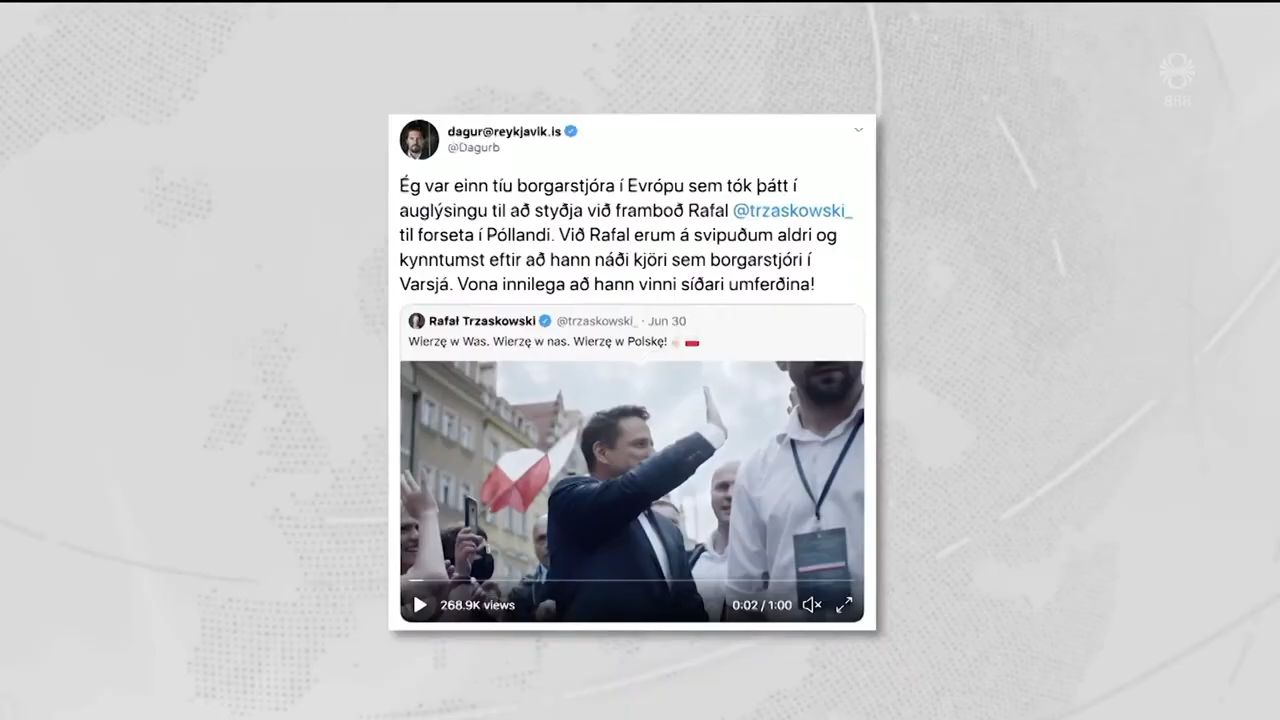 888
dagur@reykjavik.is
@Dagurb
Ég var einn tíu borgarstjóra í Evrópu sem tók þátt í
auglýsingu til að styðja við framboð Rafal @trzaskowski_
til forseta í Póllandi. Við Rafal erum á svipuðum aldri og
kynntumst eftir að hann náði kjöri sem borgarstjóri í
Varsjá. Vona innilega að hann vinni síðari umferðina!
Rafał Trzaskowski @trzaskowski_ · Jun 30
Wierzę w Was. Wierzę w nas. Wierzę w Polskę!
268.9K views 0:02 / 1:00